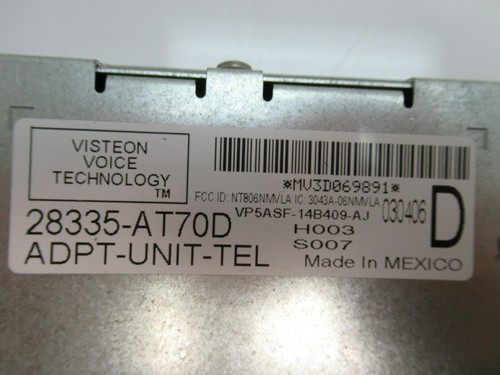 VISTEON
VOICE
TECHNOLOGY
TM
*MV3D069891*
FCC ID: NT806NMVLA IC: 3043A-06NMVLA
28335-AT70D VP5ASF-14B409-AJ 030406 D
H003
ADPT-UNIT-TEL S007
Made In MEXICO